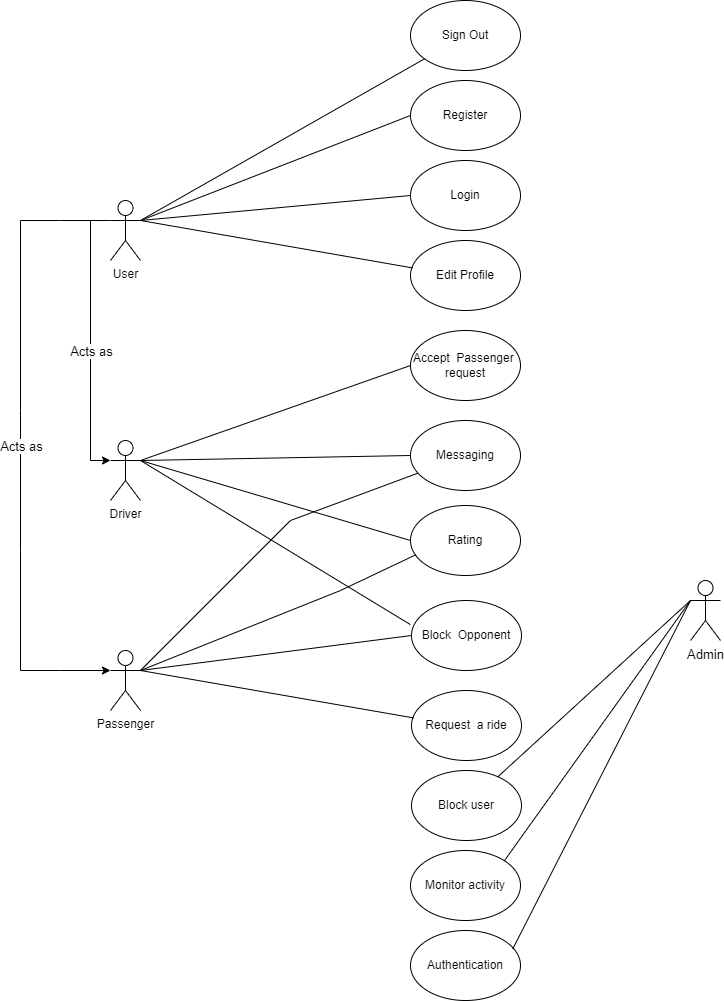 Sign Out
Register
Login
User
Edit Profile
Acts as
Accept  Passenger
request
Acts as
Messaging
Driver
Rating
Block  Opponent
Admin
Passenger
Request  a ride
Block user
Monitor activity
Authentication